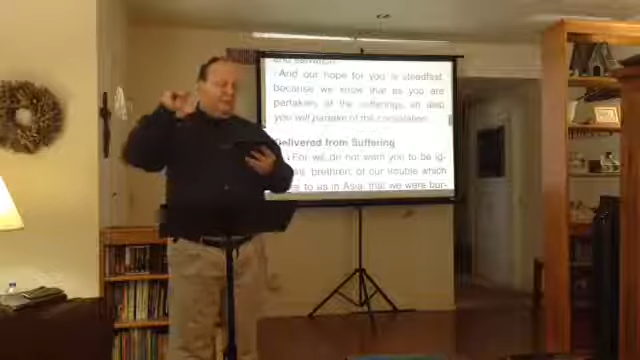 and salvation.
And our hope for you is steadfast,
because we know that as you are
partakers of the sufferings, so also
you will partake of the consolation.
Delivered from Suffering
For we do not want you to be ig-
brethren, of our trouble which
to us in Asia, that we were bur-